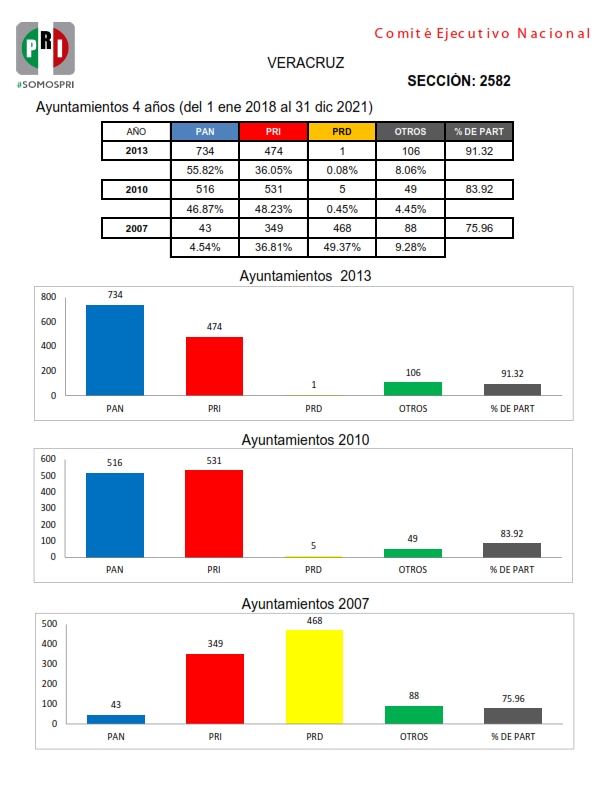 Comité Ejecutivo Nacional
PRI
#SOMOSPRI
VERACRUZ
SECCIÓN: 2582
Ayuntamientos 4 años (del 1 ene 2018 al 31 dic 2021)
AÑO PAN PRI PRD OTROS % DE PART
2013 734 474 1 106 91.32
55.82% 36.05% 0.08% 8.06%
2010 516 531 5 49 83.92
46.87% 48.23% 0.45% 4.45%
2007 43 349 468 88 75.96
4.54% 36.81% 49.37% 9.28%
Ayuntamientos 2013
800
600
400
200
0
734
474
1
106
91.32
PAN PRI PRD OTROS % DE PART
Ayuntamientos 2010
600
500
400
300
200
100
0
516
531
5
49
83.92
PAN PRI PRD OTROS % DE PART
Ayuntamientos 2007
500
400
300
200
100
0
43
349
468
88
75.96
PAN PRI PRD OTROS % DE PART